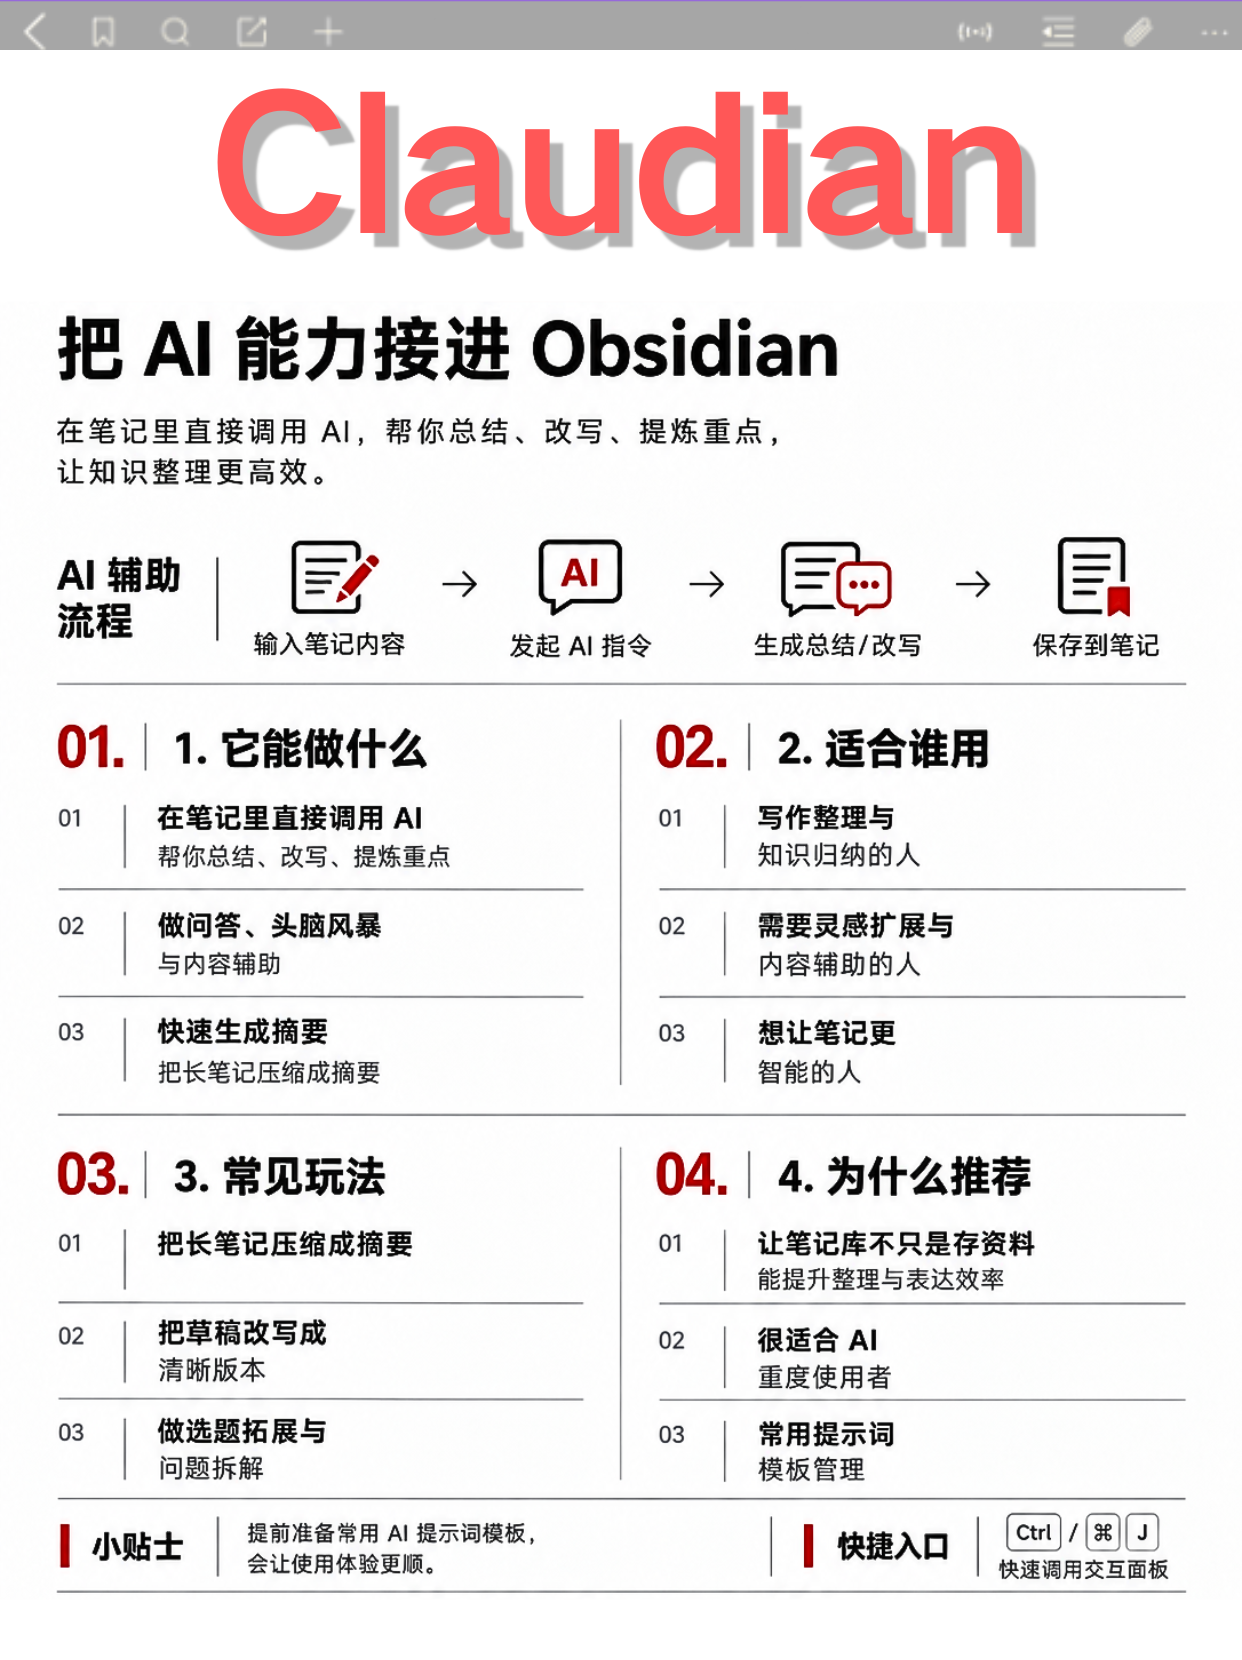 Claudian
把 AI 能力接进 Obsidian
在笔记里直接调用 AI，帮你总结、改写、提炼重点，
让知识整理更高效。
AI 辅助
流程
输入笔记内容
AI
发起 AI 指令
生成总结/改写
保存到笔记
01. 1. 它能做什么
01 在笔记里直接调用 AI
帮你总结、改写、提炼重点
02 做问答、头脑风暴
与内容辅助
03 快速生成摘要
把长笔记压缩成摘要
02. 2. 适合谁用
01 写作整理与
知识归纳的人
02 需要灵感扩展与
内容辅助的人
03 想让笔记更
智能的人
03. 3. 常见玩法
01 把长笔记压缩成摘要
02 把草稿改写成
清晰版本
03 做选题拓展与
问题拆解
04. 4. 为什么推荐
01 让笔记库不只是存资料
能提升整理与表达效率
02 很适合 AI
重度使用者
03 常用提示词
模板管理
小贴士
提前准备常用 AI 提示词模板，
会让使用体验更顺。
快捷入口
Ctrl / ⌘ J
快速调用交互面板